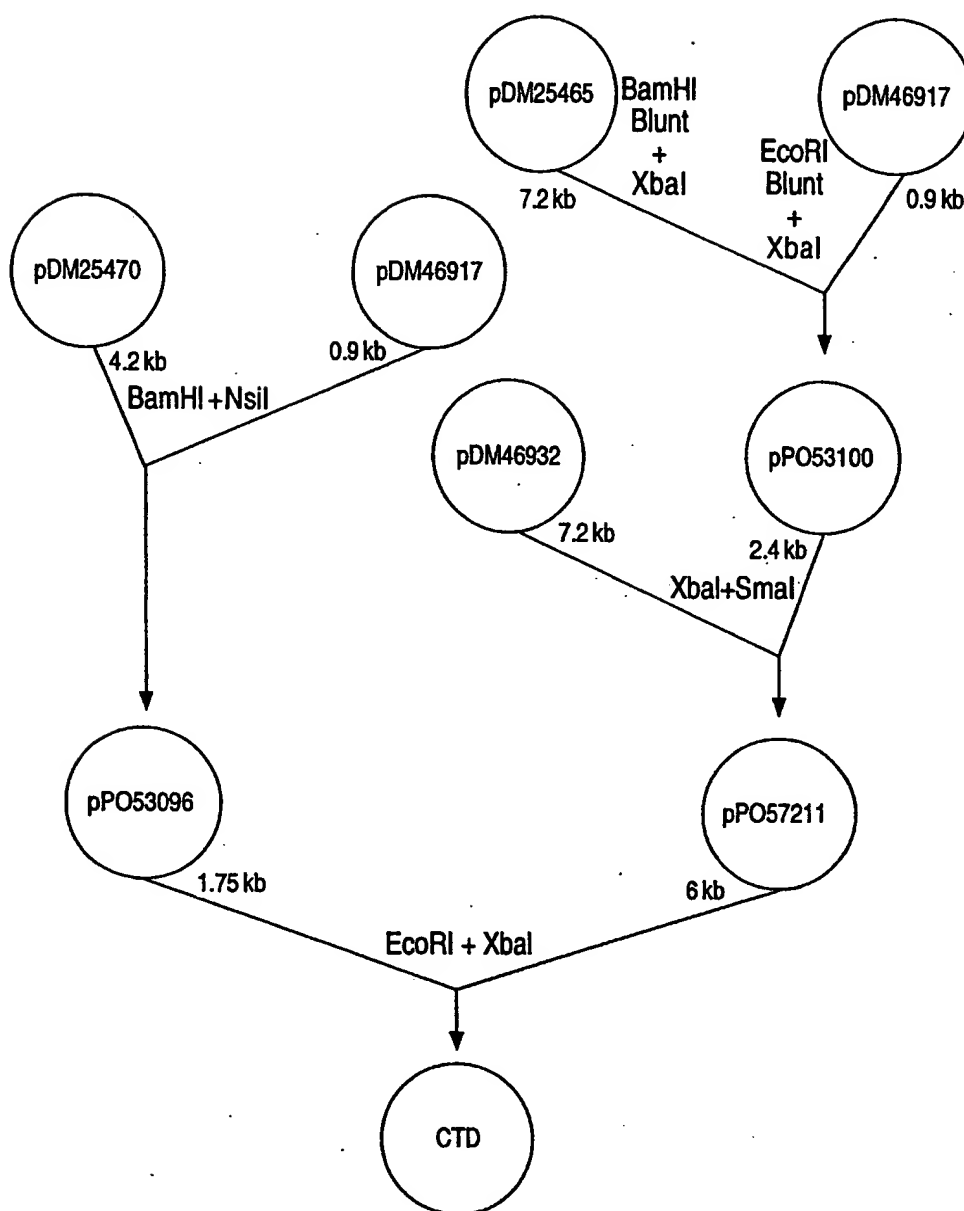 pDM25465
BamHI
Blunt
+
XbaI
pDM46917
EcoRI
Blunt
+
XbaI
7.2 kb
0.9 kb
pDM25470
pDM46917
4.2 kb
0.9 kb
BamHI +NsiI
pDM46932
pPO53100
7.2 kb
2.4 kb
XbaI+SmaI
pPO53096
pPO57211
1.75 kb
6 kb
EcoRI + XbaI
CTD